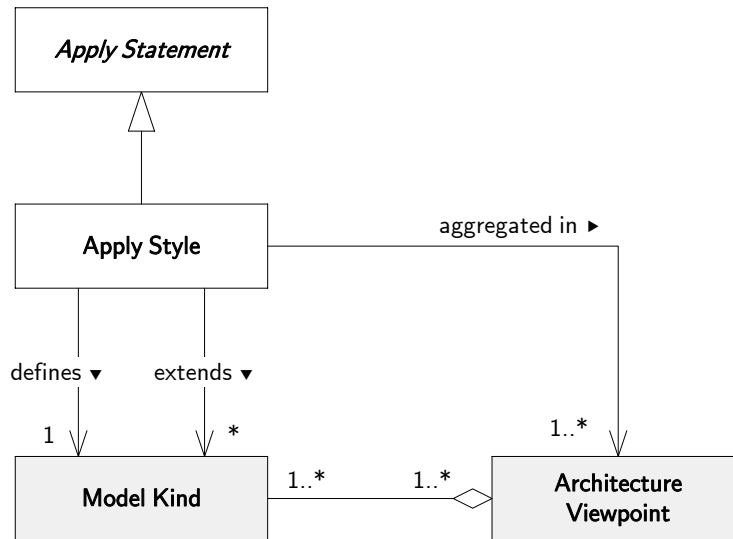 Apply Statement
aggregated in ▶
Apply Style
defines ▼
extends ▼
1
*
1..*
1..*
1..*
Model Kind
Architecture
Viewpoint